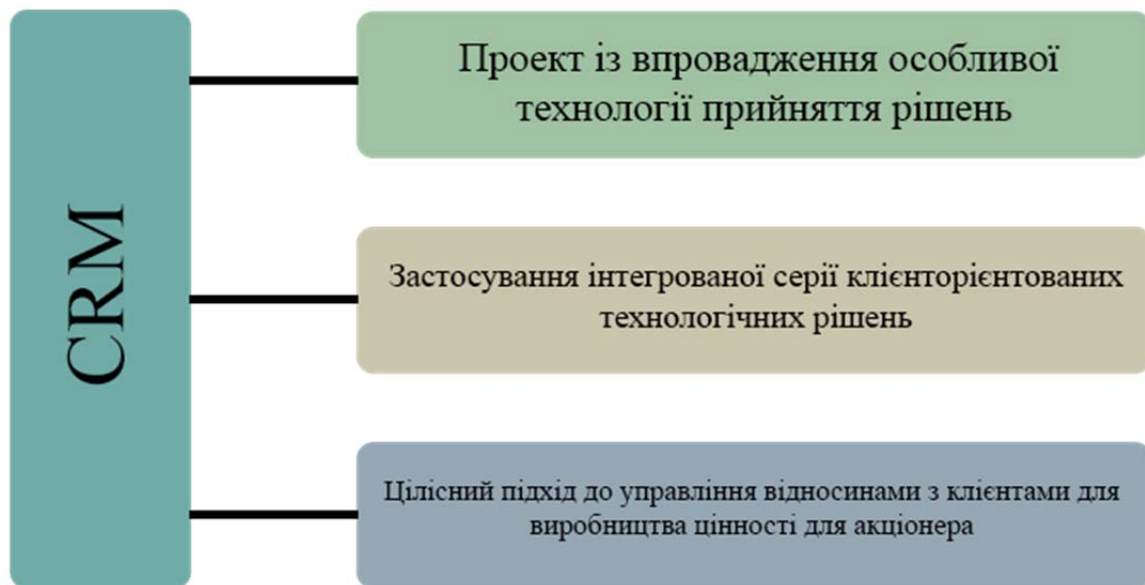 CRM
Проект із впровадження особливої
технології прийняття рішень
Застосування інтегрованої серії клієнторієнтованих
технологічних рішень
Цілісний підхід до управління відносинами з клієнтами для
виробництва цінності для акціонера